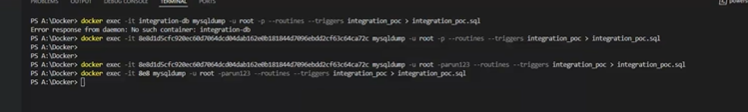 PROBLEMS OUTPUT DEBUG CONSOLE TERMINAL PORTS
PS A:\Docker> docker exec -it integration-db mysqldump -u root -p --routines --triggers integration_poc > integration_poc.sql
Error response from daemon: No such container: integration-db
PS A:\Docker> docker exec -it mysqldump -u root -p --routines --triggers integration_poc > integration_poc.sql
PS A:\Docker>
PS A:\Docker>
PS A:\Docker> docker exec -it mysqldump -u root -parun123 --routines --triggers integration_poc > integration_poc.sql
PS A:\Docker> docker exec -it 8e8 mysqldump -u root -parun123 --routines --triggers integration_poc > integration_poc.sql
PS A:\Docker>